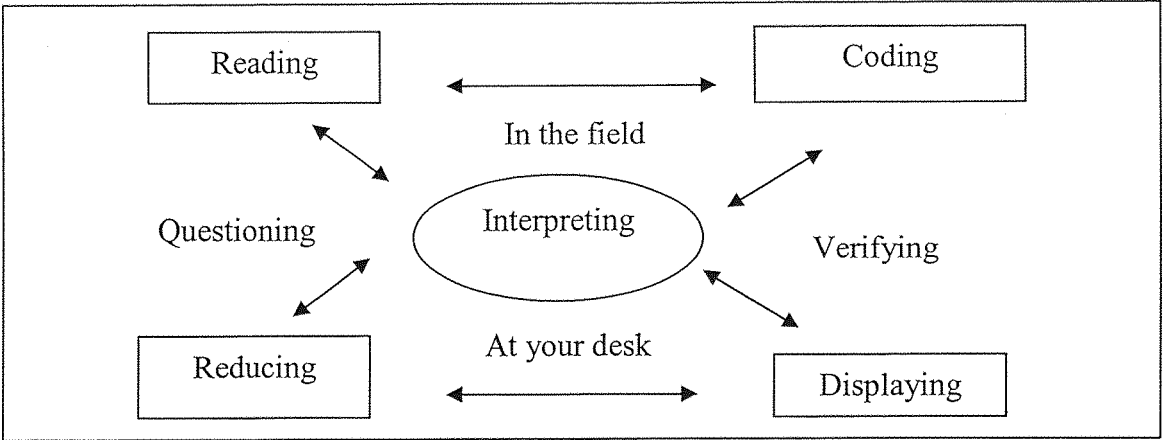 Reading
Coding
In the field
Interpreting
Questioning
Verifying
At your desk
Reducing
Displaying